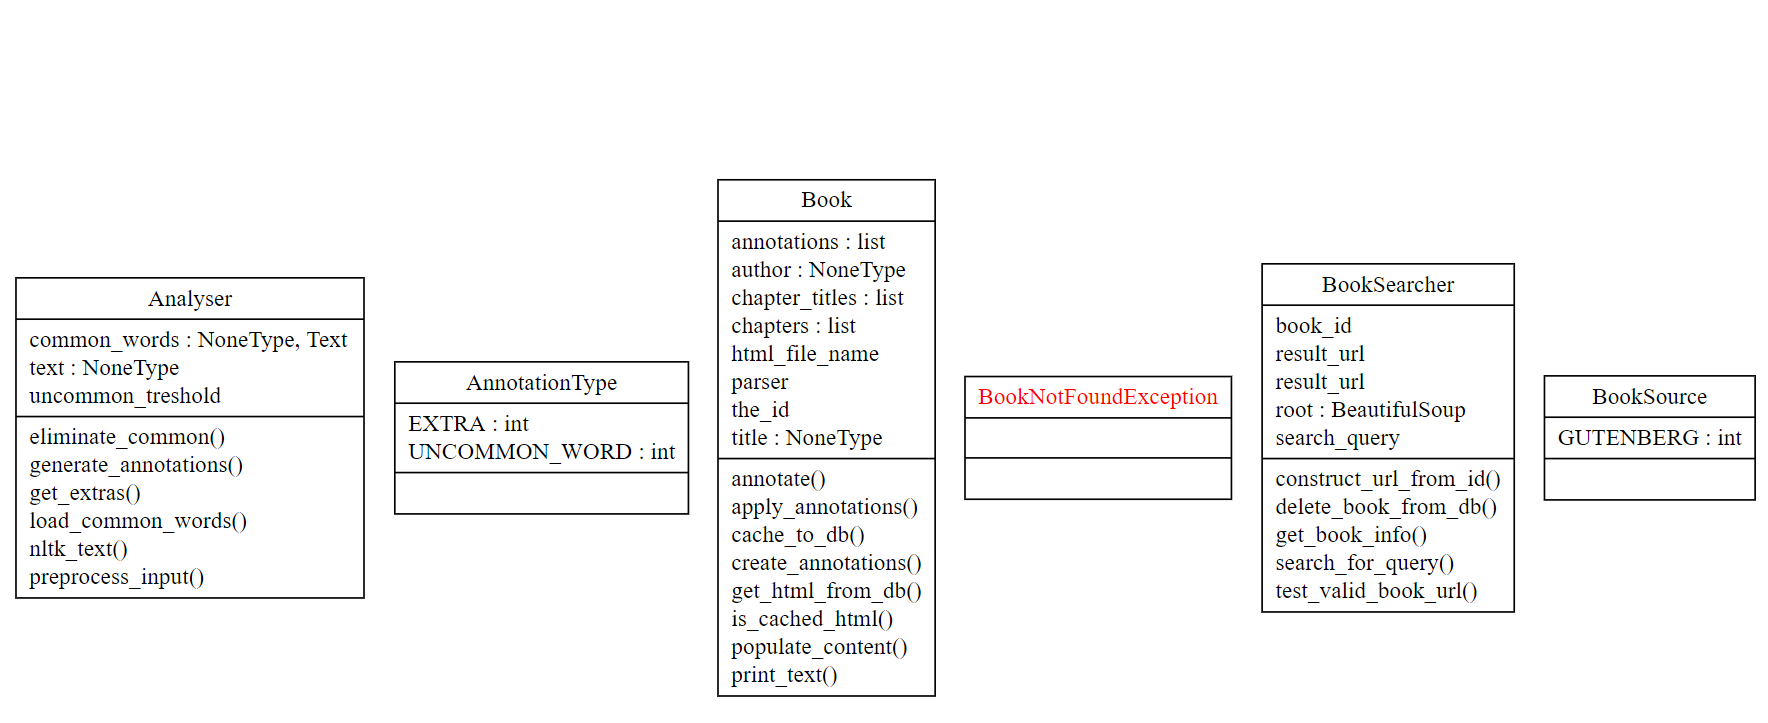 Analyser
common_words : NoneType, Text
text : NoneType
uncommon_treshold
eliminate_common()
generate_annotations()
get_extras()
load_common_words()
nltk_text()
preprocess_input()
AnnotationType
EXTRA : int
UNCOMMON_WORD : int
Book
annotations : list
author : NoneType
chapter_titles : list
chapters : list
html_file_name
parser
the_id
title : NoneType
annotate()
apply_annotations()
cache_to_db()
create_annotations()
get_html_from_db()
is_cached_html()
populate_content()
print_text()
BookNotFoundException
BookSearcher
book_id
result_url
result_url
root : BeautifulSoup
search_query
construct_url_from_id()
delete_book_from_db()
get_book_info()
search_for_query()
test_valid_book_url()
BookSource
GUTENBERG : int